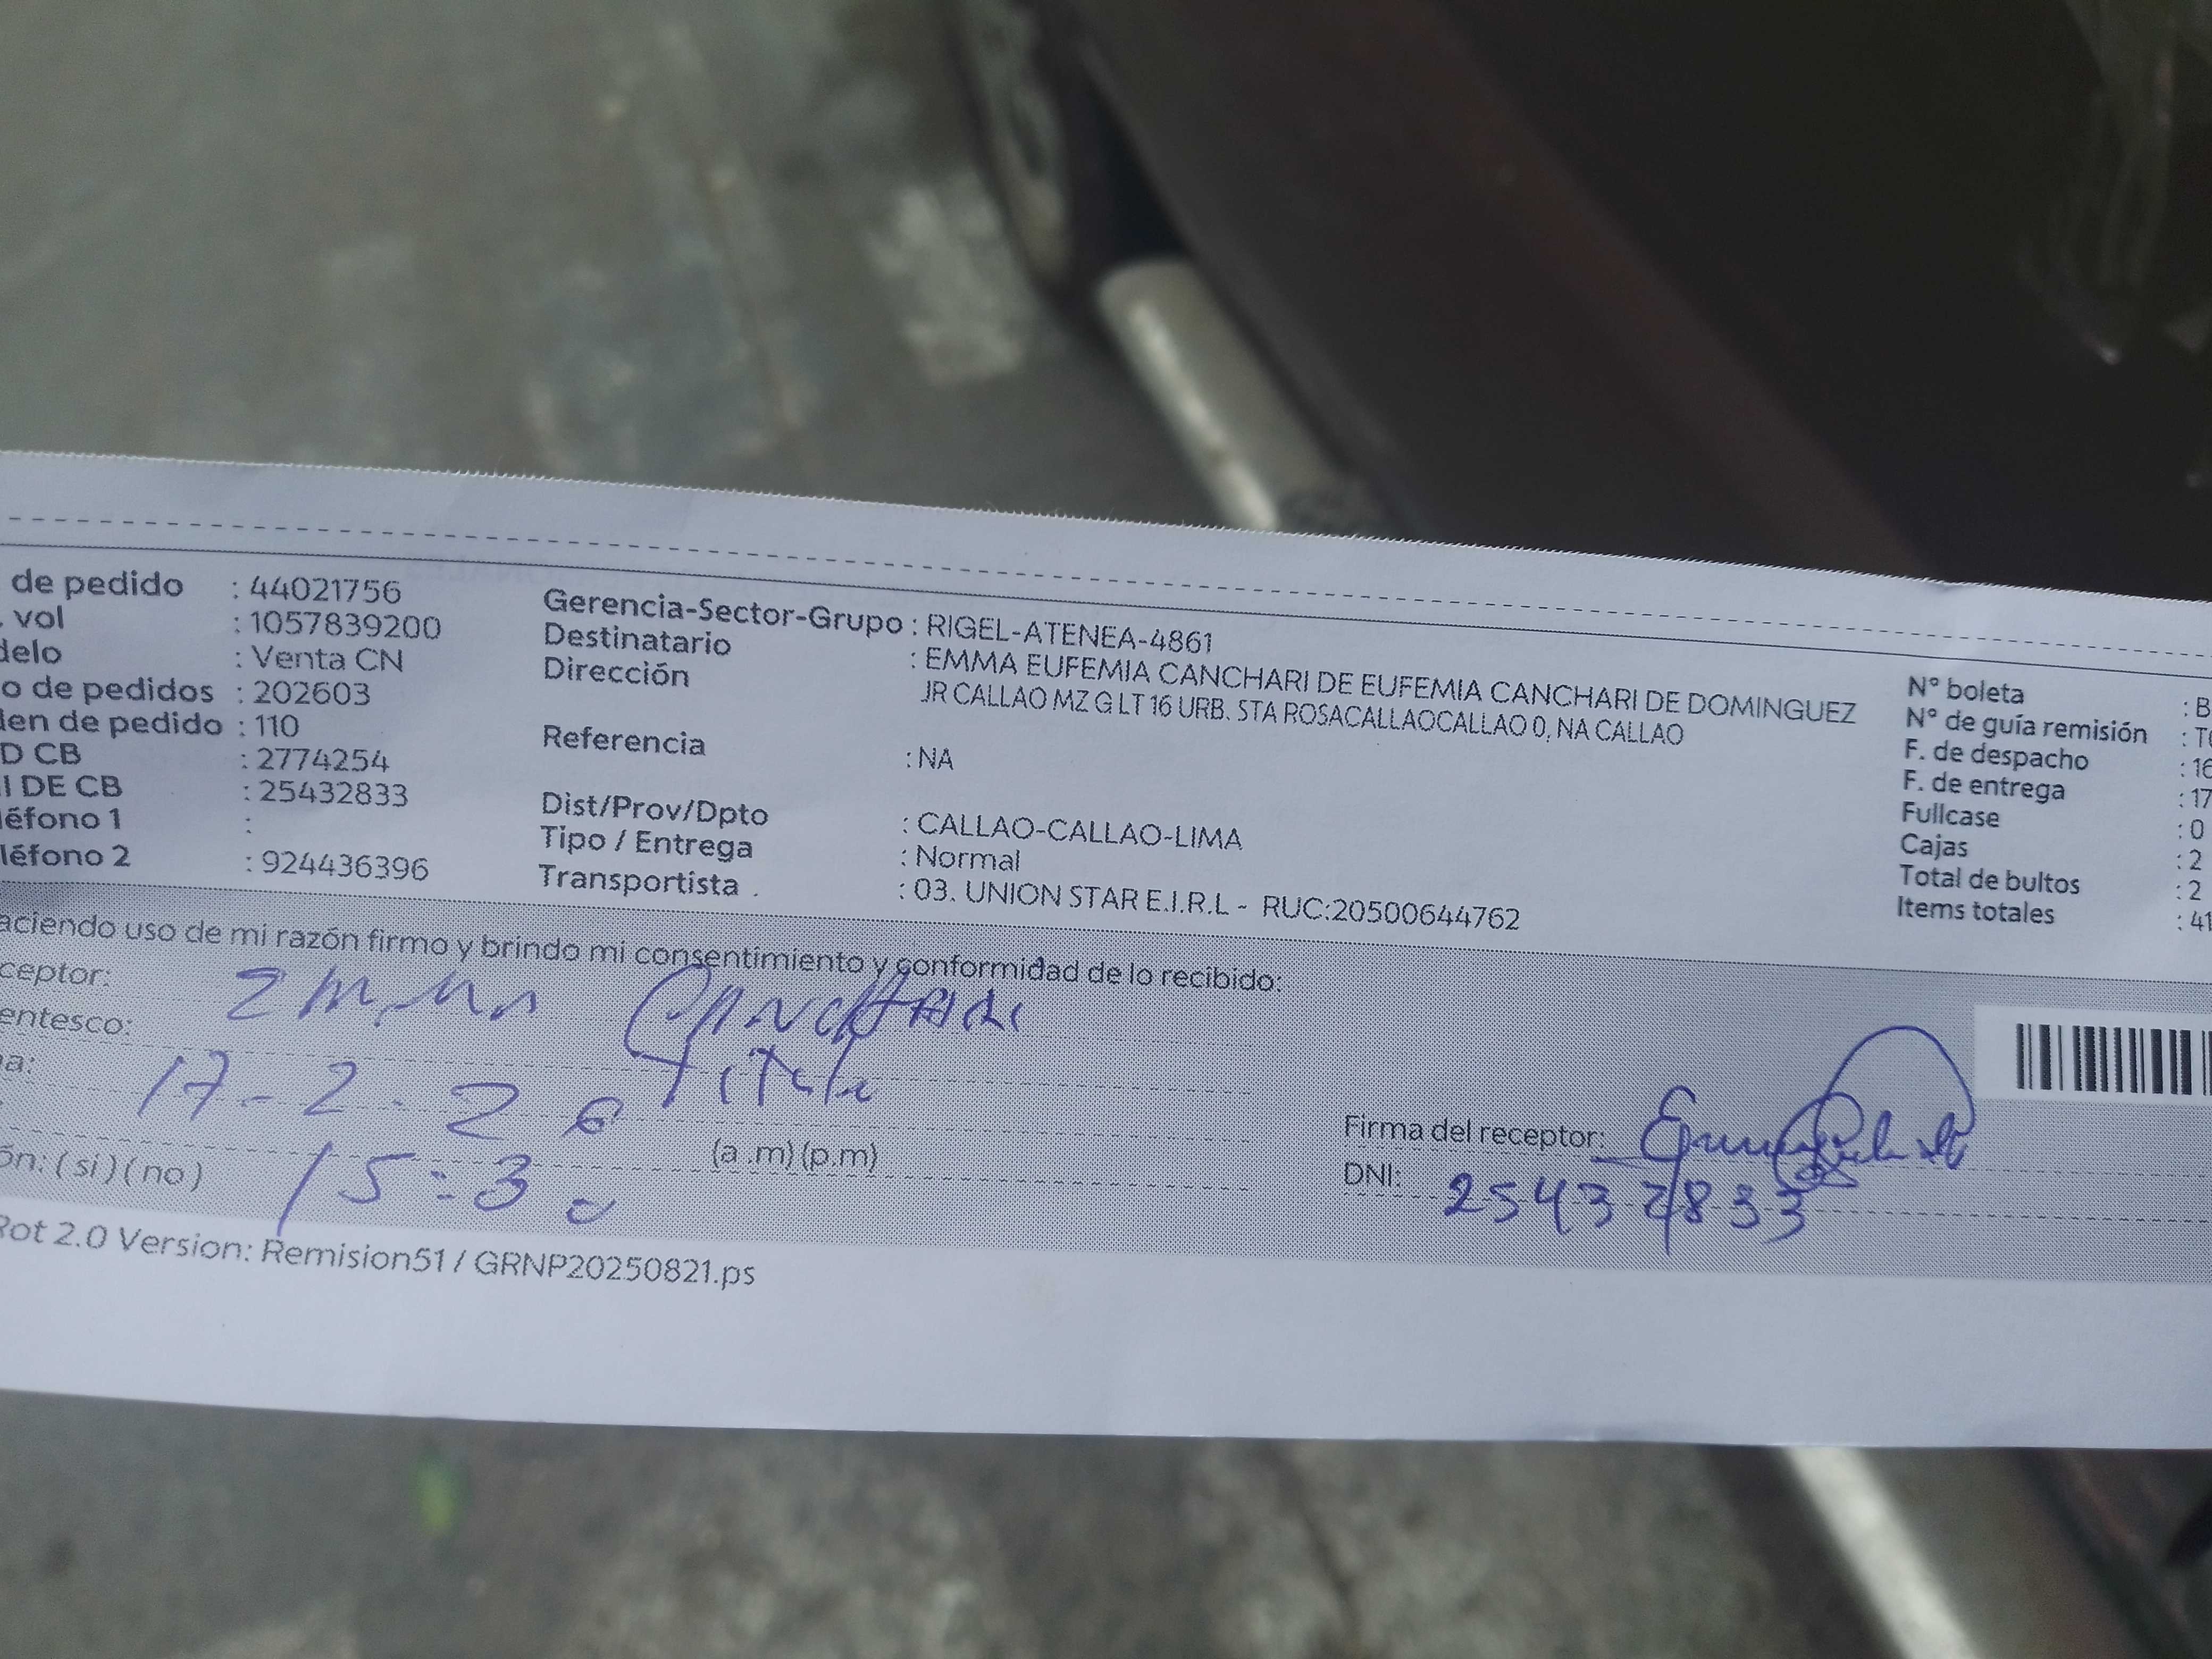 de pedido : 44021756
vol : 1057839200
delo : Venta CN
o de pedidos : 202603
den de pedido : 110
D CB : 2774254
I DE CB : 25432833
léfono 1 :
léfono 2 : 924436396
Gerencia-Sector-Grupo : RIGEL-ATENEA-4861
Destinatario : EMMA EUFEMIA CANCHARI DE EUFEMIA CANCHARI DE DOMINGUEZ
Dirección JR CALLAO MZ G LT 16 URB. STA ROSACALLAOCALLAO 0, NA CALLAO
Referencia : NA
Dist/Prov/Dpto : CALLAO-CALLAO-LIMA
Tipo / Entrega : Normal
Transportista . : 03. UNION STAR E.I.R.L - RUC:20500644762
N° boleta : B
N° de guía remisión : T
F. de despacho : 16
F. de entrega : 17
Fullcase : 0
Cajas : 2
Total de bultos : 2
Items totales : 41
aciendo uso de mi razón firmo y brindo mi consentimiento y conformidad de lo recibido:
ceptor: Emma Canchari
entesco: titula
a: 17-2-26
15:30 (a .m) (p.m)
ón: ( si ) ( no )
Firma del receptor:
DNI: 25432833
Rot 2.0 Version: Remision51 / GRNP20250821.ps